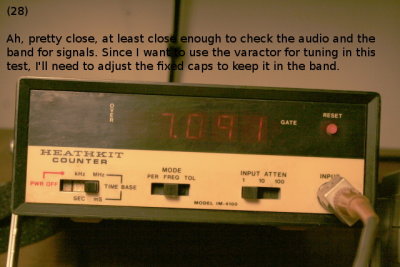 (28)
Ah, pretty close, at least close enough to check the audio and the
band for signals. Since I want to use the varactor for tuning in this
test, I'll need to adjust the fixed caps to keep it in the band.
OVER
7.097
GATE
RESET
HEATHKIT
COUNTER
MODE
PER FREQ TOL
INPUT ATTEN
1 10 100
INPUT
PWR OFF
kHz MHz
TIME BASE
SEC mS
MODEL IM-4100